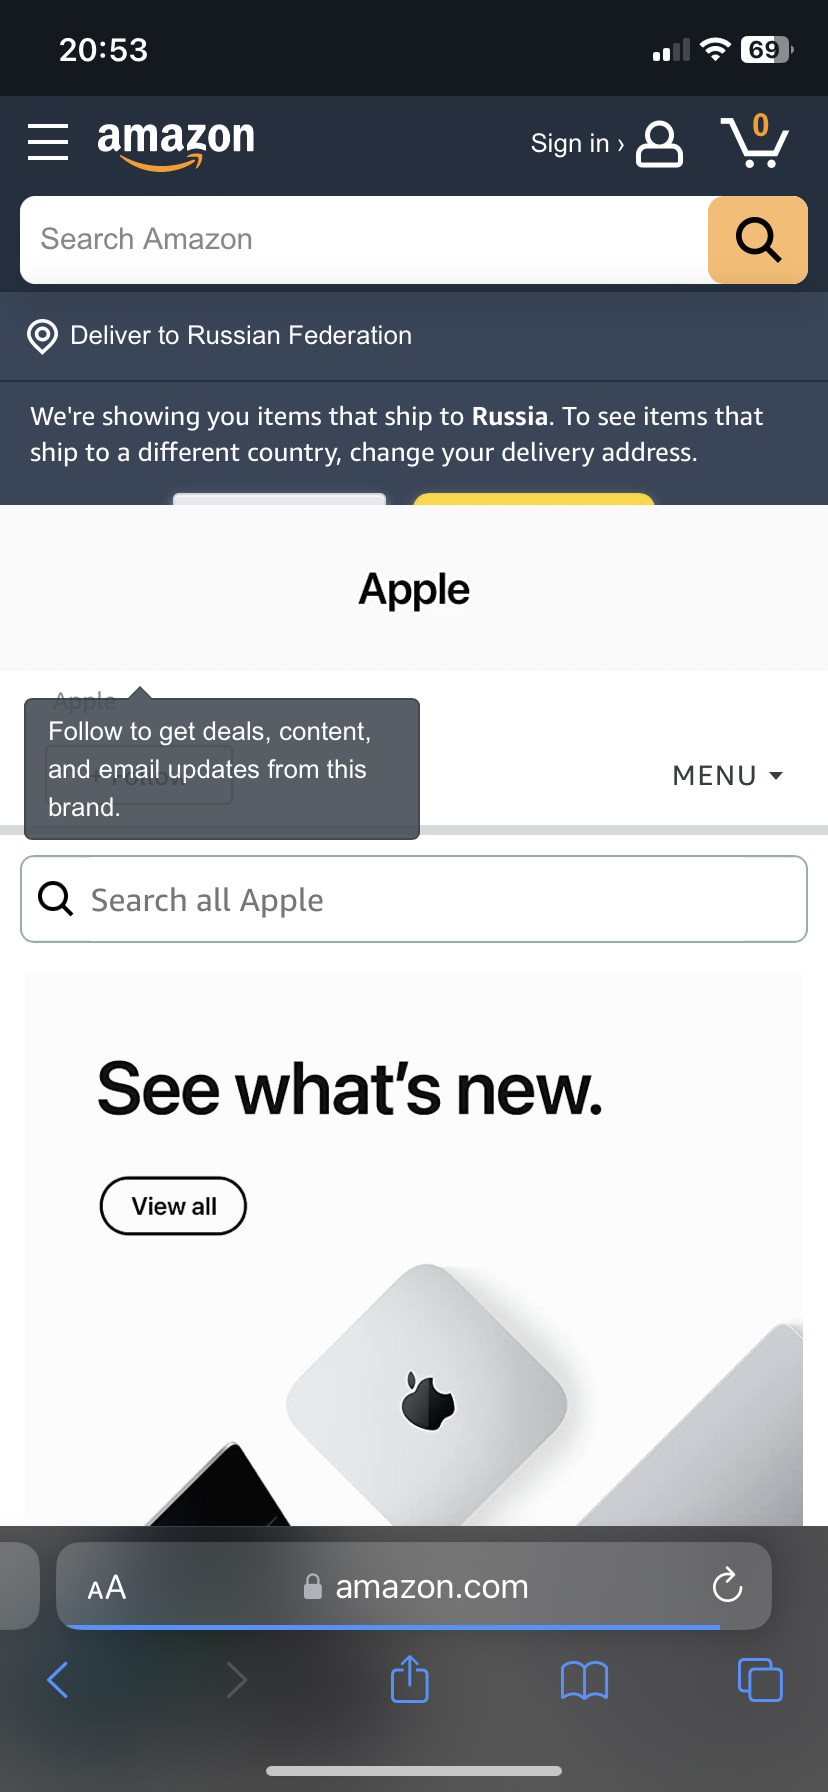 20:53
69
amazon
Sign in ›
0
Search Amazon
Deliver to Russian Federation
We're showing you items that ship to Russia. To see items that
ship to a different country, change your delivery address.
Apple
Apple
Follow to get deals, content,
and email updates from this
brand.
+ Follow
MENU
Search all Apple
See what's new.
View all
AA
amazon.com